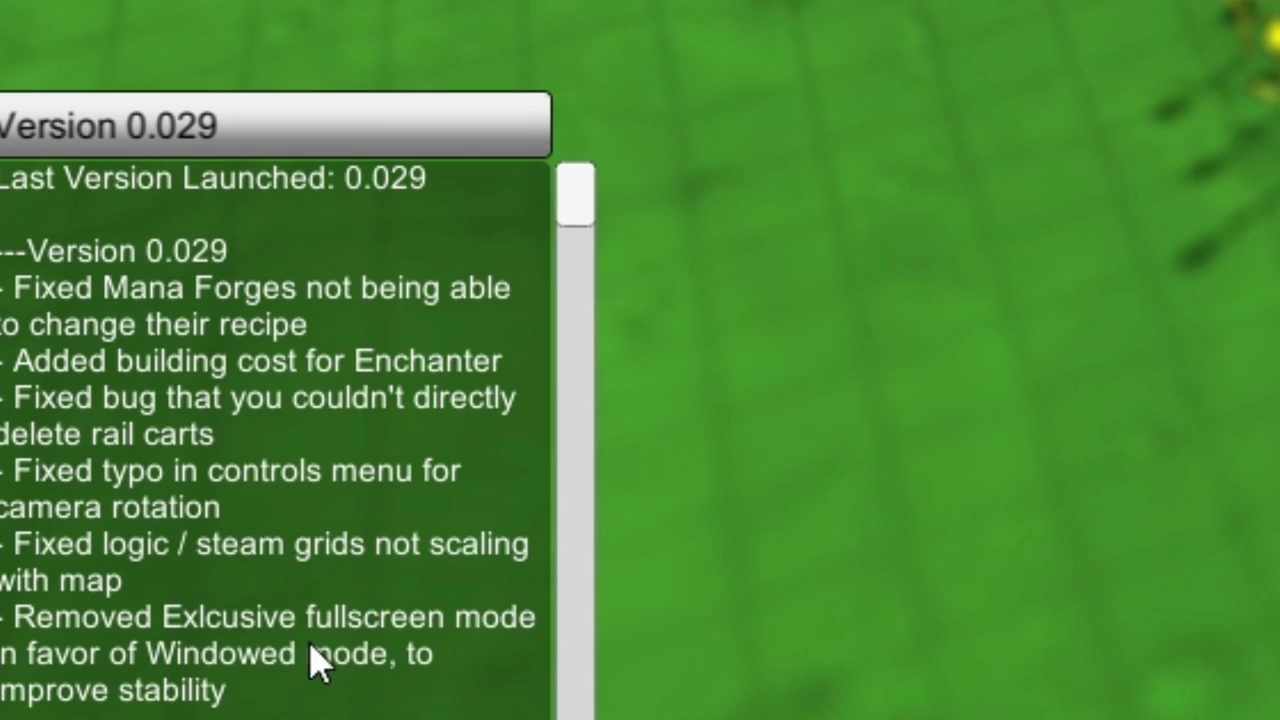 Version 0.029
Last Version Launched: 0.029
---Version 0.029
- Fixed Mana Forges not being able
to change their recipe
- Added building cost for Enchanter
- Fixed bug that you couldn't directly
delete rail carts
- Fixed typo in controls menu for
camera rotation
- Fixed logic / steam grids not scaling
with map
- Removed Exlcusive fullscreen mode
in favor of Windowed mode, to
improve stability